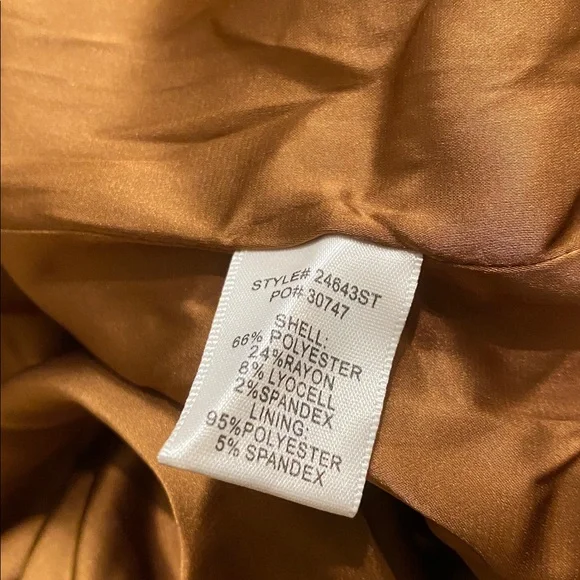 STYLE# 24643ST
PO# 30747
SHELL:
66% POLYESTER
24%RAYON
8% LYOCELL
2%SPANDEX
LINING:
95%POLYESTER
5% SPANDEX